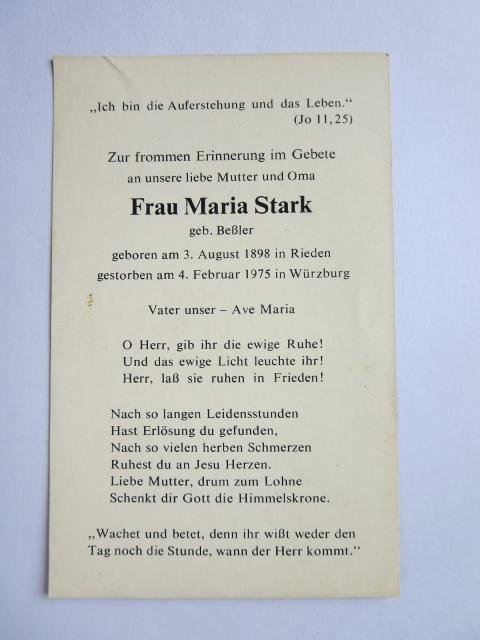 „Ich bin die Auferstehung und das Leben.“
(Jo 11,25)
Zur frommen Erinnerung im Gebete
an unsere liebe Mutter und Oma
Frau Maria Stark
geb. Beßler
geboren am 3. August 1898 in Rieden
gestorben am 4. Februar 1975 in Würzburg
Vater unser – Ave Maria
O Herr, gib ihr die ewige Ruhe!
Und das ewige Licht leuchte ihr!
Herr, laß sie ruhen in Frieden!
Nach so langen Leidensstunden
Hast Erlösung du gefunden,
Nach so vielen herben Schmerzen
Ruhest du an Jesu Herzen.
Liebe Mutter, drum zum Lohne
Schenkt dir Gott die Himmelskrone.
„Wachet und betet, denn ihr wißt weder den
Tag noch die Stunde, wann der Herr kommt.“